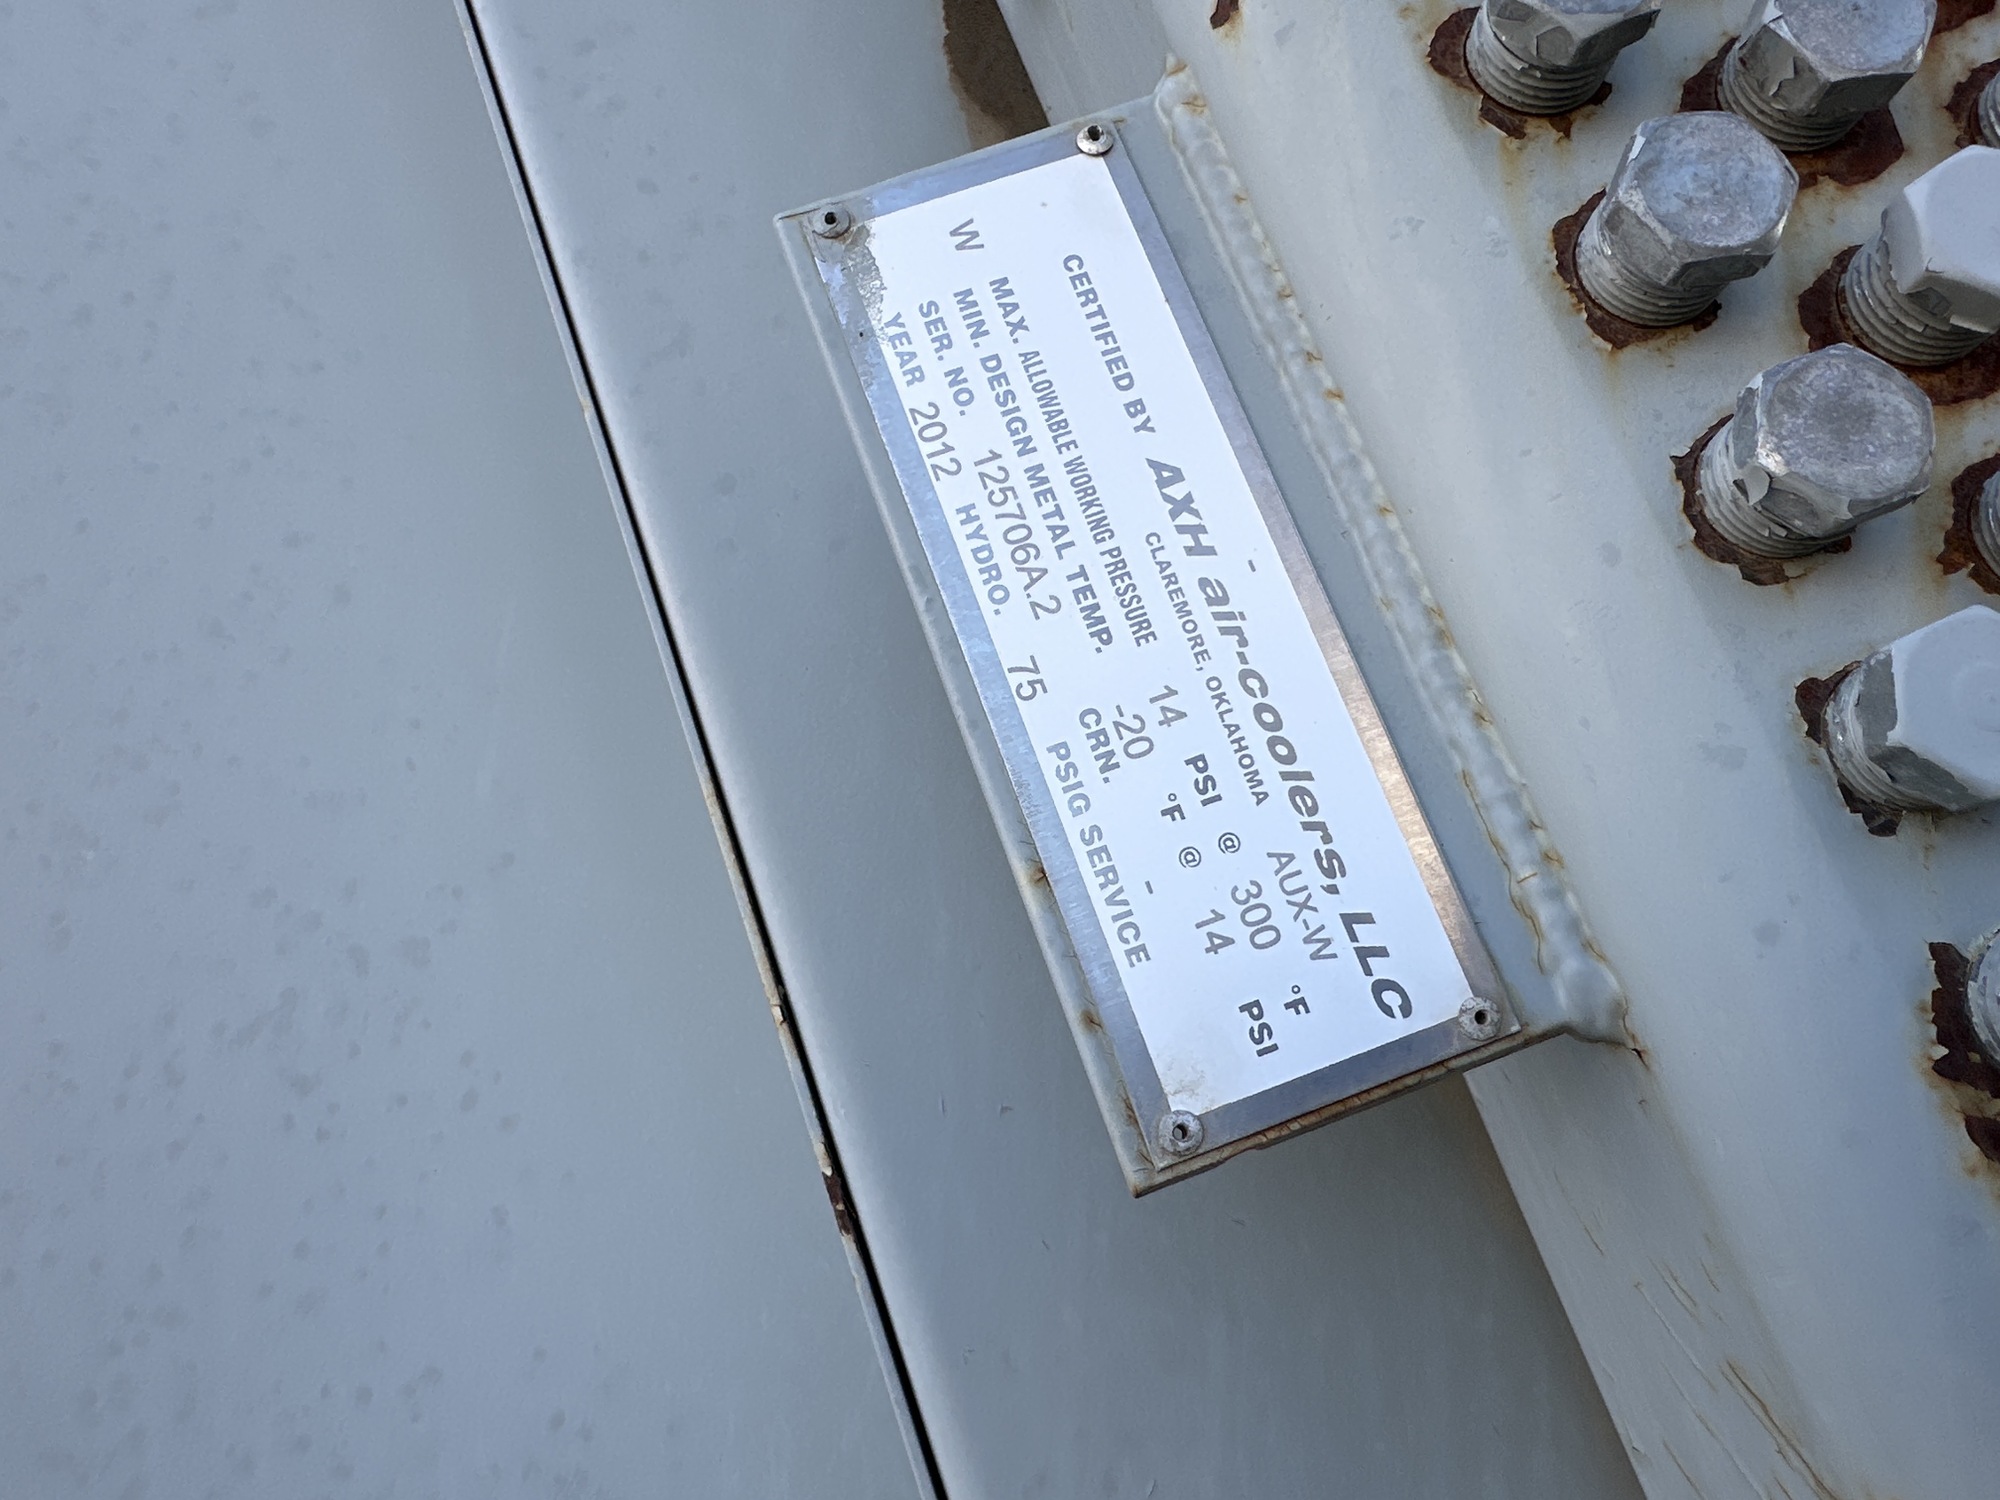 -
CERTIFIED BY AXH air-coolers, LLC
CLAREMORE, OKLAHOMA AUX-W
MAX. ALLOWABLE WORKING PRESSURE 14 PSI @ 300 °F
W MIN. DESIGN METAL TEMP. -20 °F @ 14 PSI
SER. NO. 125706A.2 CRN. -
YEAR 2012 HYDRO. 75 PSIG SERVICE